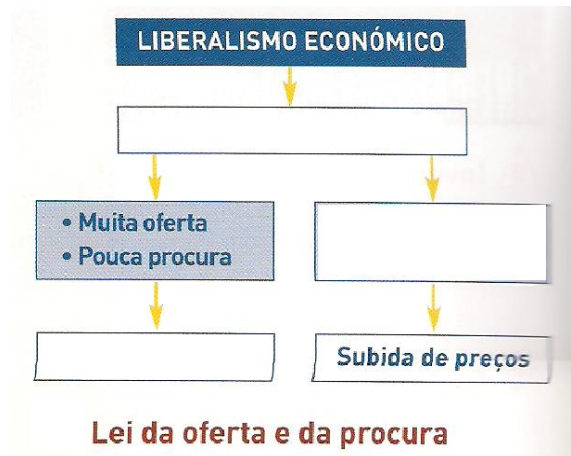 LIBERALISMO ECONÓMICO
• Muita oferta
• Pouca procura
Subida de preços
Lei da oferta e da procura